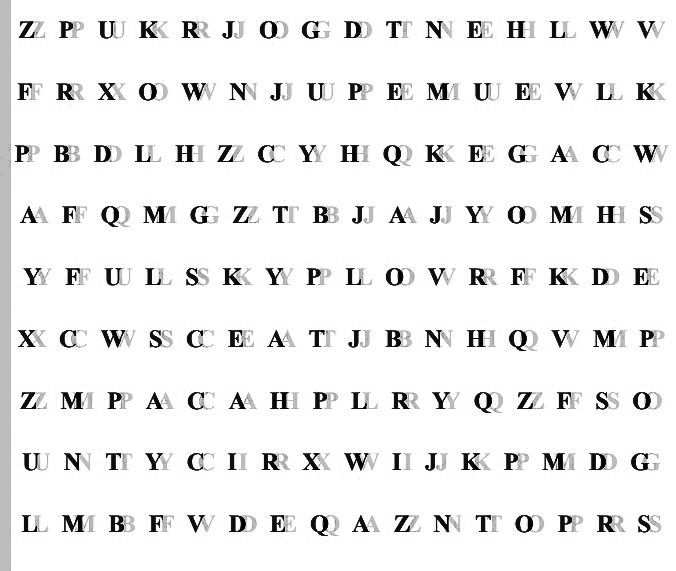 Z P U K R J O G D T N E H L W V
F R X O W N J U P E M U E V L K
P B D L H Z C Y H Q K E G A C W
A F Q M G Z T B J A J Y O M H S
Y F U L S K Y P L O V R F K D E
X C W S C E A T J B N H Q V M P
Z M P A C A H P L R Y Q Z F S O
U N T Y C I R X W I J K P M D G
L M B F V D E Q A Z N T O P R S